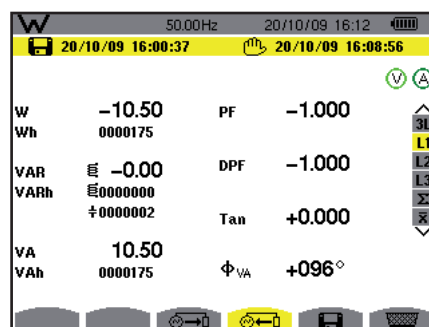 W 50.00Hz 20/10/09 16:12
20/10/09 16:00:37 20/10/09 16:08:56
V A
W −10.50 PF −1.000
Wh 0000175
VAR −0.00 DPF −1.000
VARh 0000000
÷0000002 Tan +0.000
VA 10.50
VAh 0000175 ΦVA +096°
3L
L1
L2
L3
Σ
x̅